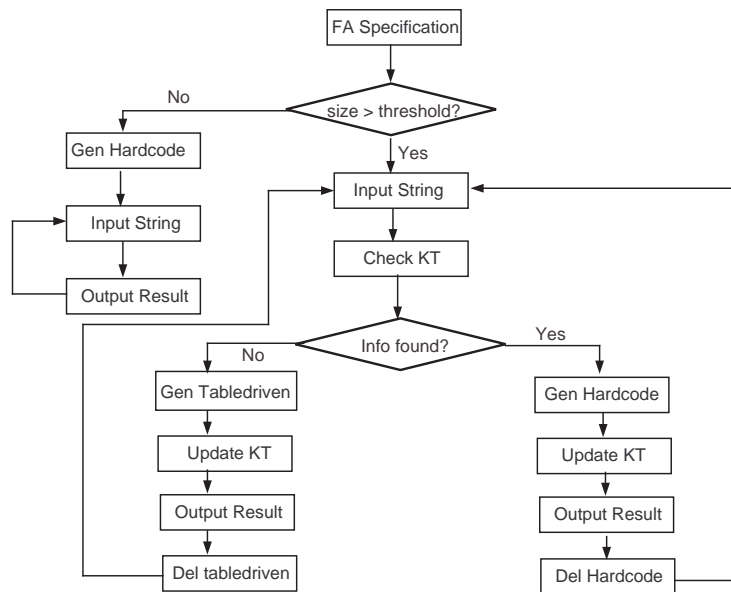 FA Specification
No
size > threshold?
Gen Hardcode
Yes
Input String
Input String
Check KT
Output Result
Info found?
Yes
No
Gen Tabledriven
Gen Hardcode
Update KT
Update KT
Output Result
Output Result
Del tabledriven
Del Hardcode